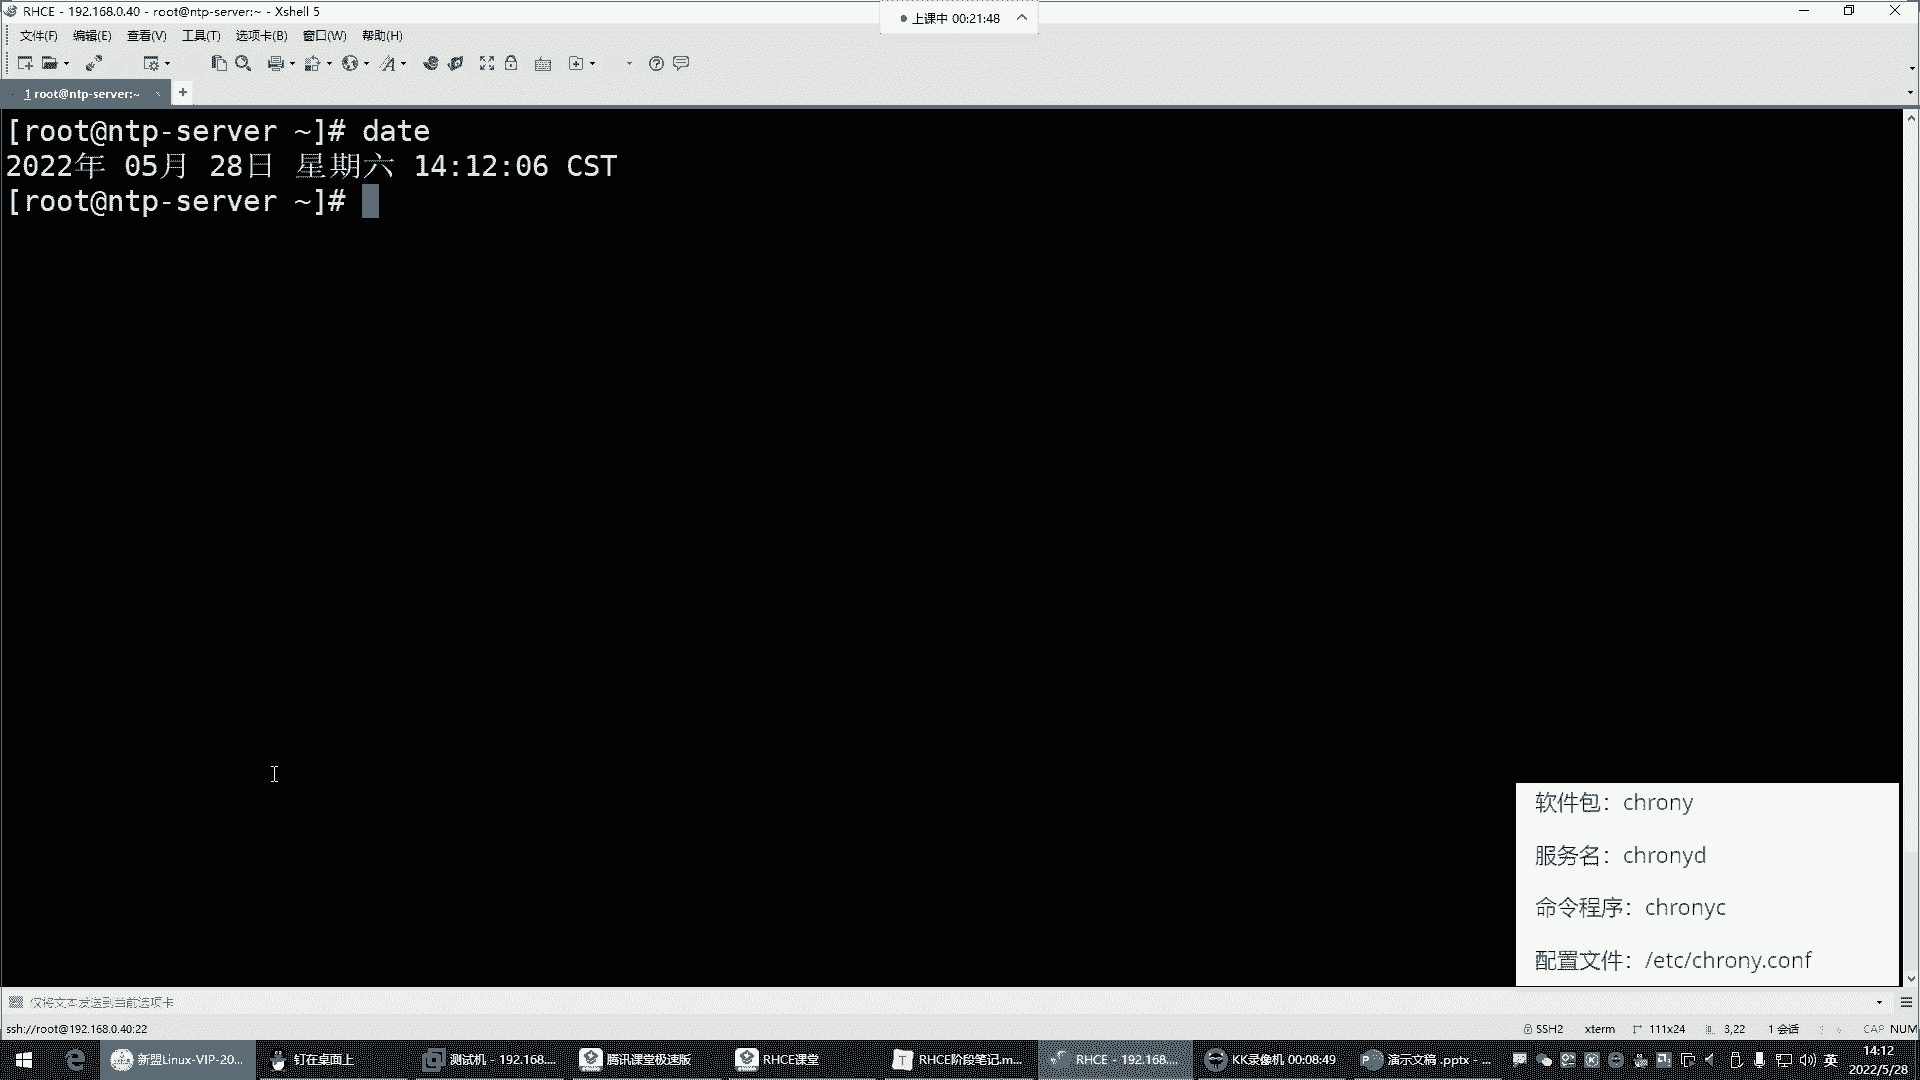 RHCE - 192.168.0.40 - root@ntp-server:~ - Xshell 5
上课中 00:21:48
文件(F) 编辑(E) 查看(V) 工具(T) 选项卡(B) 窗口(W) 帮助(H)
1 root@ntp-server:~
[root@ntp-server ~]# date
2022年 05月 28日 星期六 14:12:06 CST
[root@ntp-server ~]#
软件包：chrony
服务名：chronyd
命令程序：chronyc
配置文件：/etc/chrony.conf
仅将文本发送到当前选项卡
ssh://root@192.168.0.40:22 SSH2 xterm 111x24 3,22 1 会话 CAP NUM
新盟Linux-VIP-20... 钉在桌面上 测试机 - 192.168.... 腾讯课堂极速版 RHCE课堂 RHCE阶段笔记.m... RHCE - 192.168.... KK录像机 00:08:49 演示文稿 .pptx - ... 英 14:12
2022/5/28